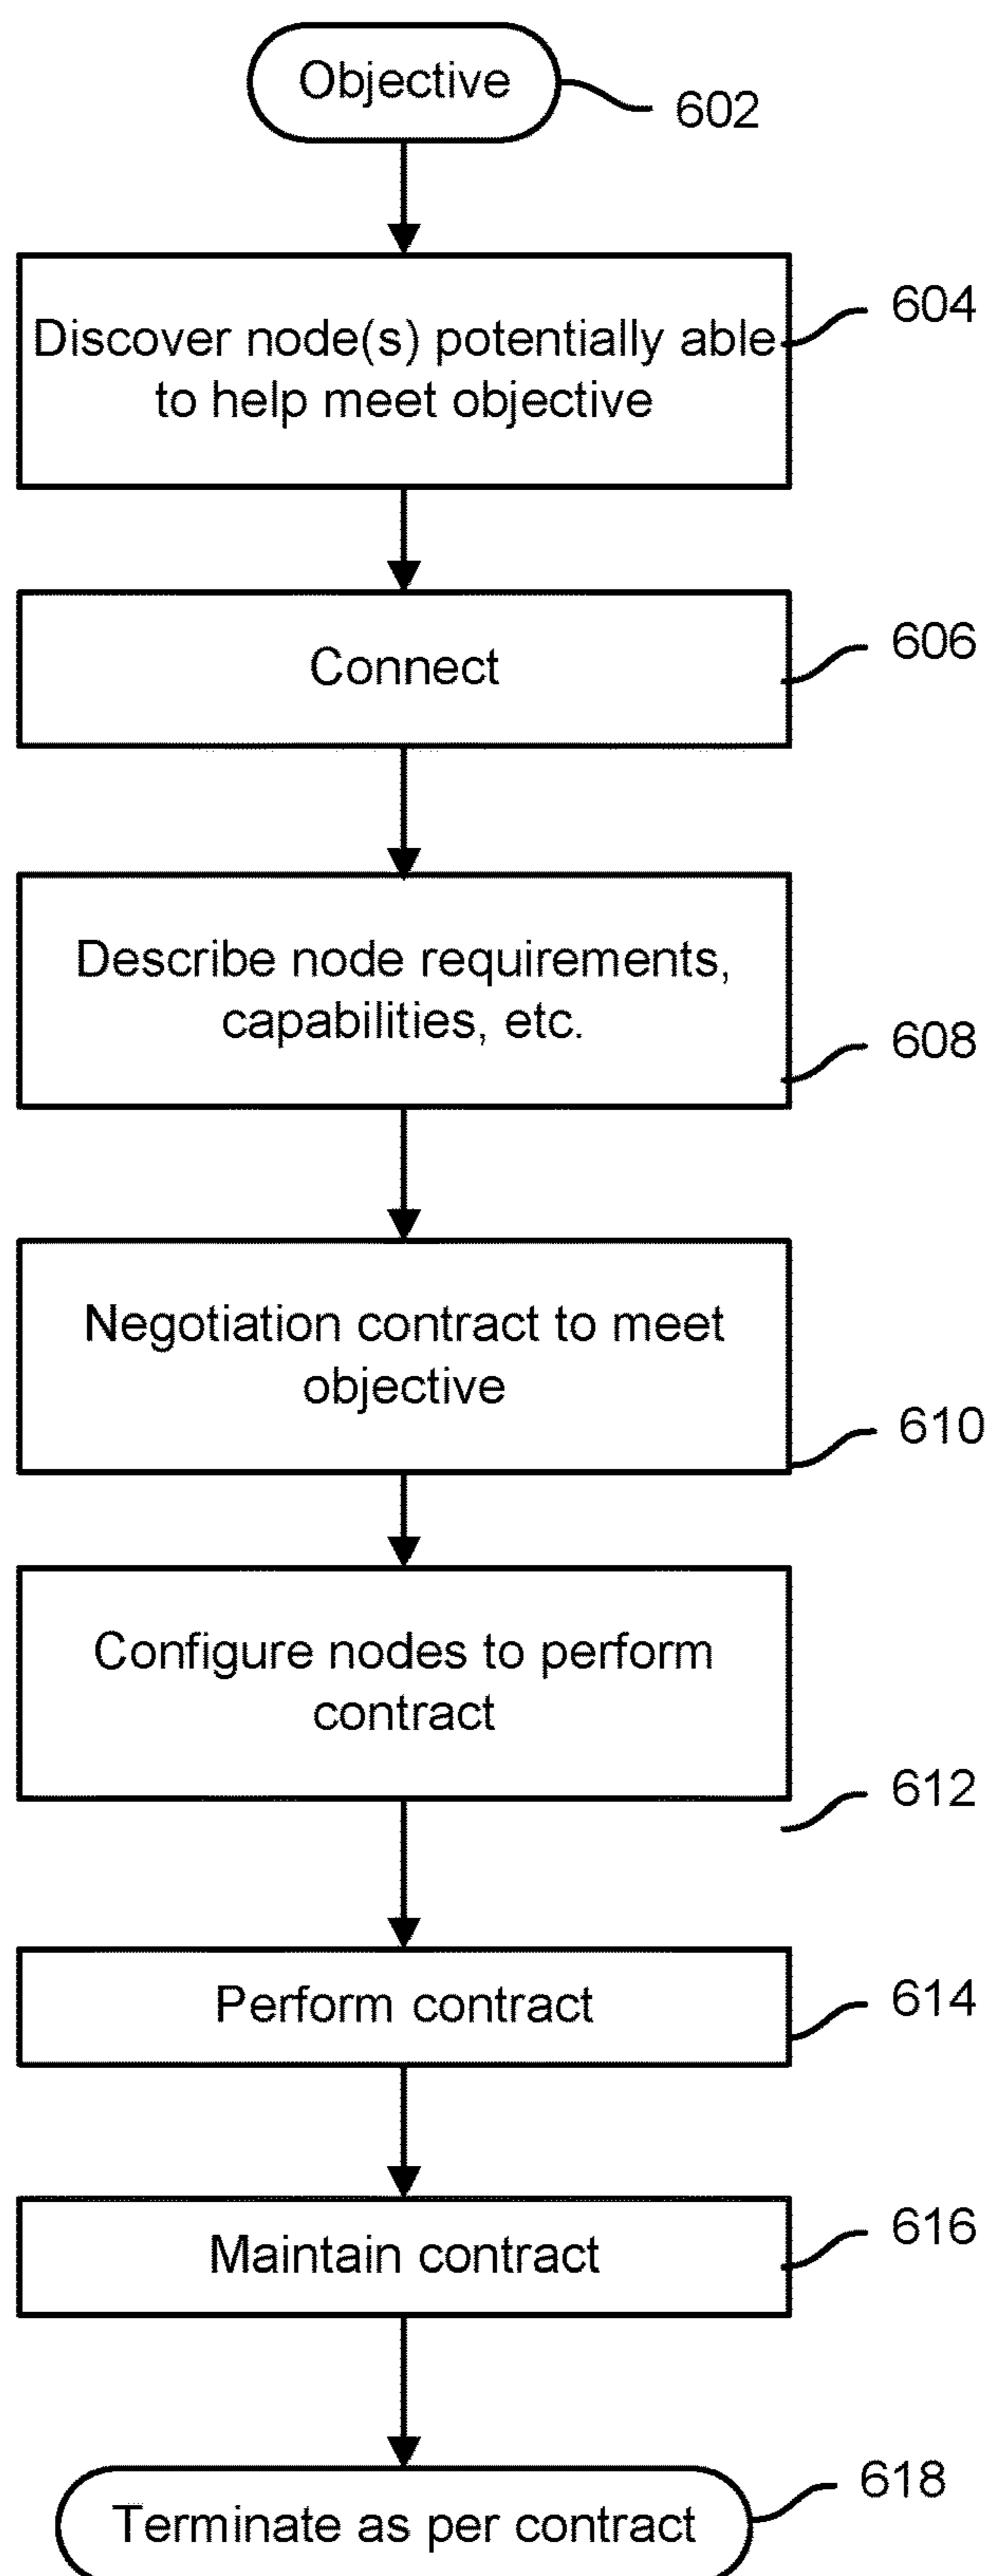 Objective
602
Discover node(s) potentially able
to help meet objective
604
Connect
606
Describe node requirements,
capabilities, etc.
608
Negotiation contract to meet
objective
610
Configure nodes to perform
contract
612
Perform contract
614
Maintain contract
616
Terminate as per contract
618